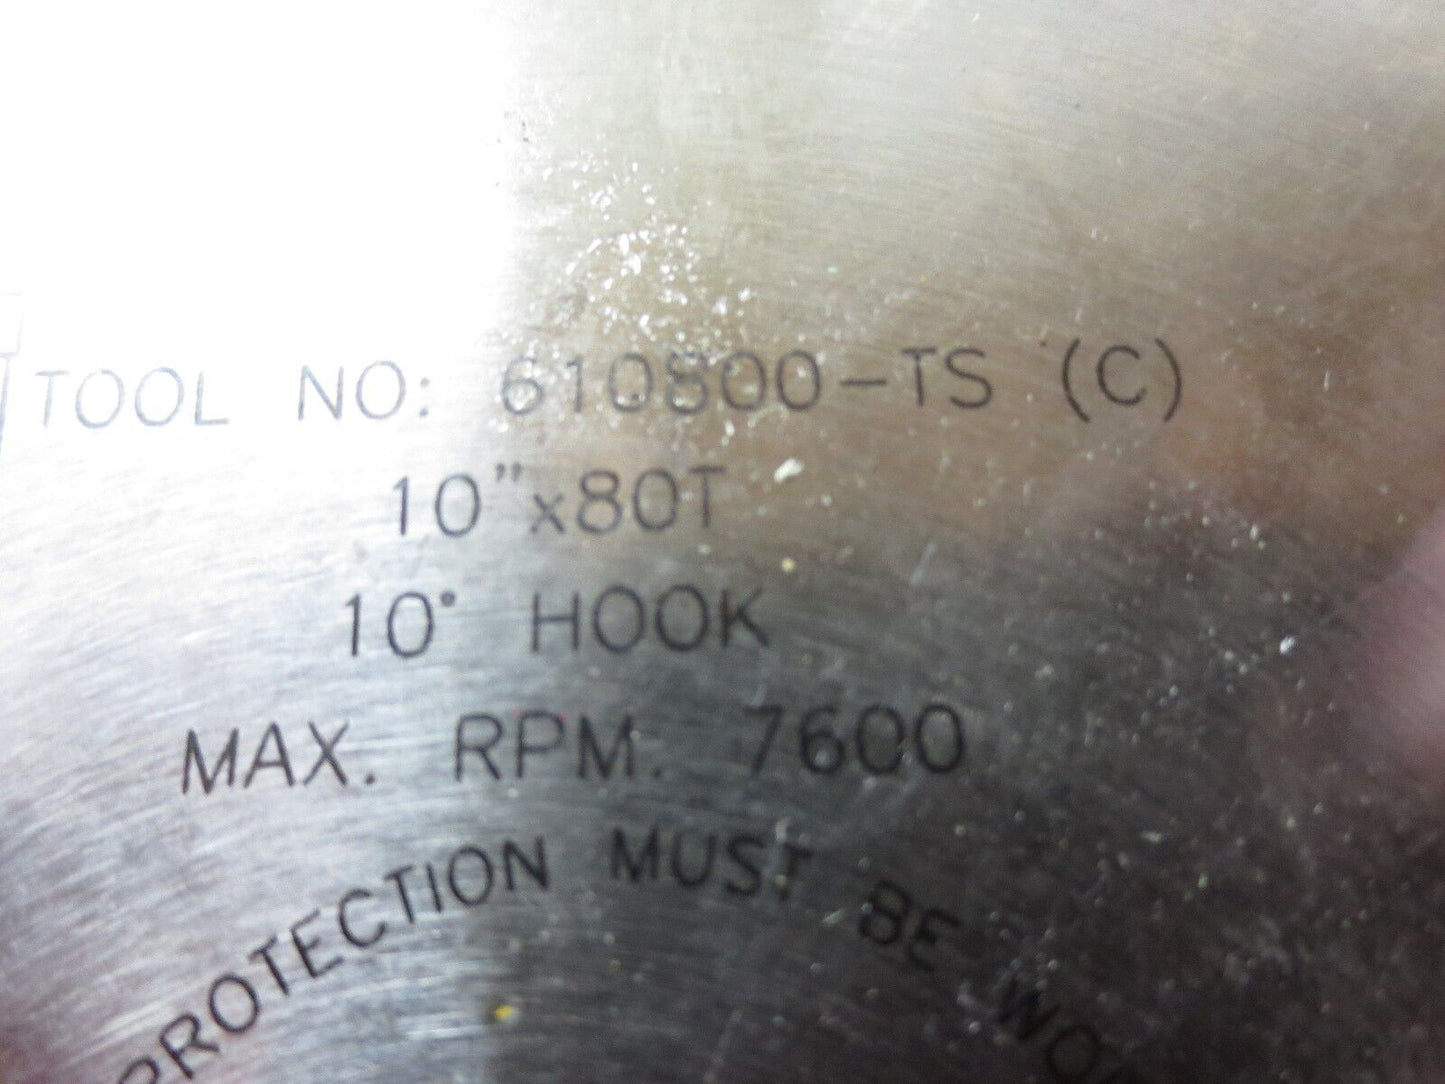 TOOL NO: 610800-TS (C)
10"x80T
10° HOOK
MAX. RPM. 7600
PROTECTION MUST BE